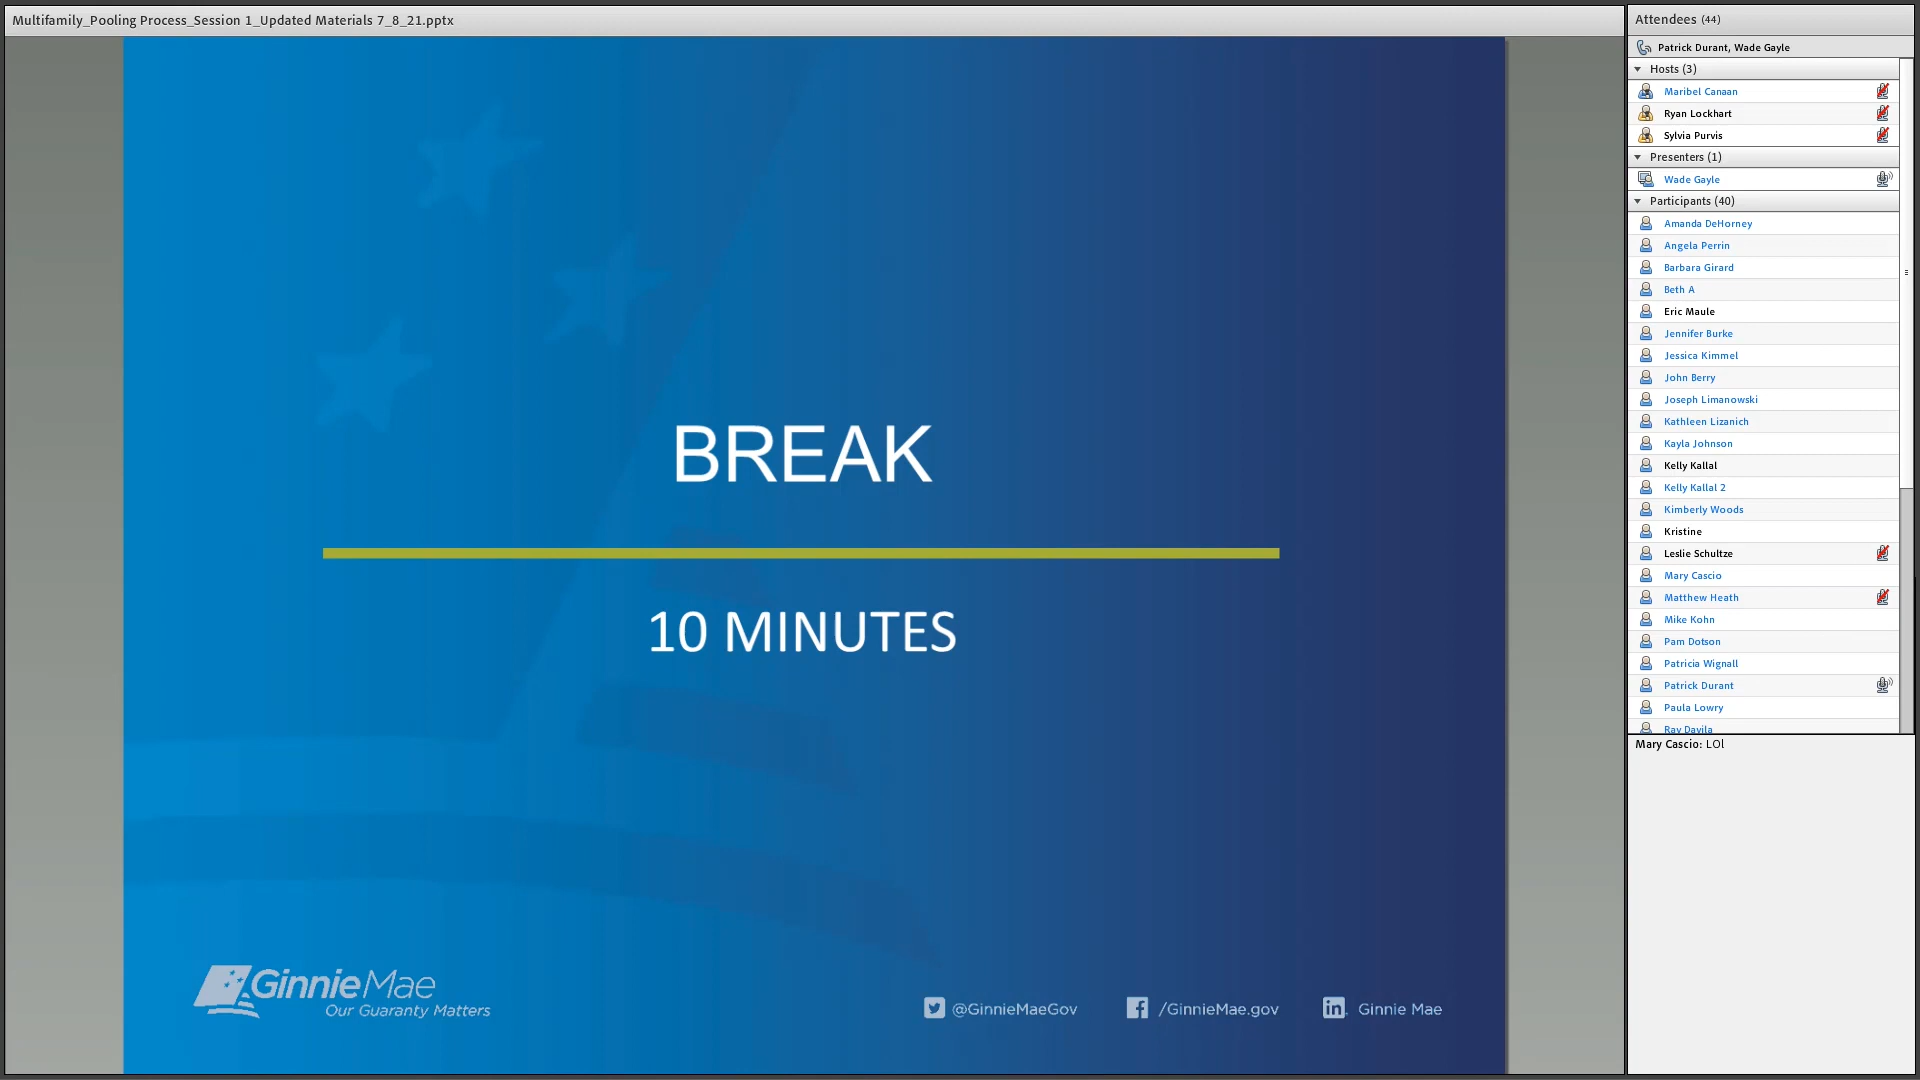 Multifamily_Pooling Process_Session 1_Updated Materials 7_8_21.pptx
BREAK
10 MINUTES
GinnieMae
Our Guaranty Matters
@GinnieMaeGov
/GinnieMae.gov
in Ginnie Mae
Attendees (44)
Patrick Durant, Wade Gayle
Hosts (3)
Maribel Canaan
Ryan Lockhart
Sylvia Purvis
Presenters (1)
Wade Gayle
Participants (40)
Amanda DeHorney
Angela Perrin
Barbara Girard
Beth A
Eric Maule
Jennifer Burke
Jessica Kimmel
John Berry
Joseph Limanowski
Kathleen Lizanich
Kayla Johnson
Kelly Kallal
Kelly Kallal 2
Kimberly Woods
Kristine
Leslie Schultze
Mary Cascio
Matthew Heath
Mike Kohn
Pam Dotson
Patricia Wignall
Patrick Durant
Paula Lowry
Ray Davila
Mary Cascio: LOl